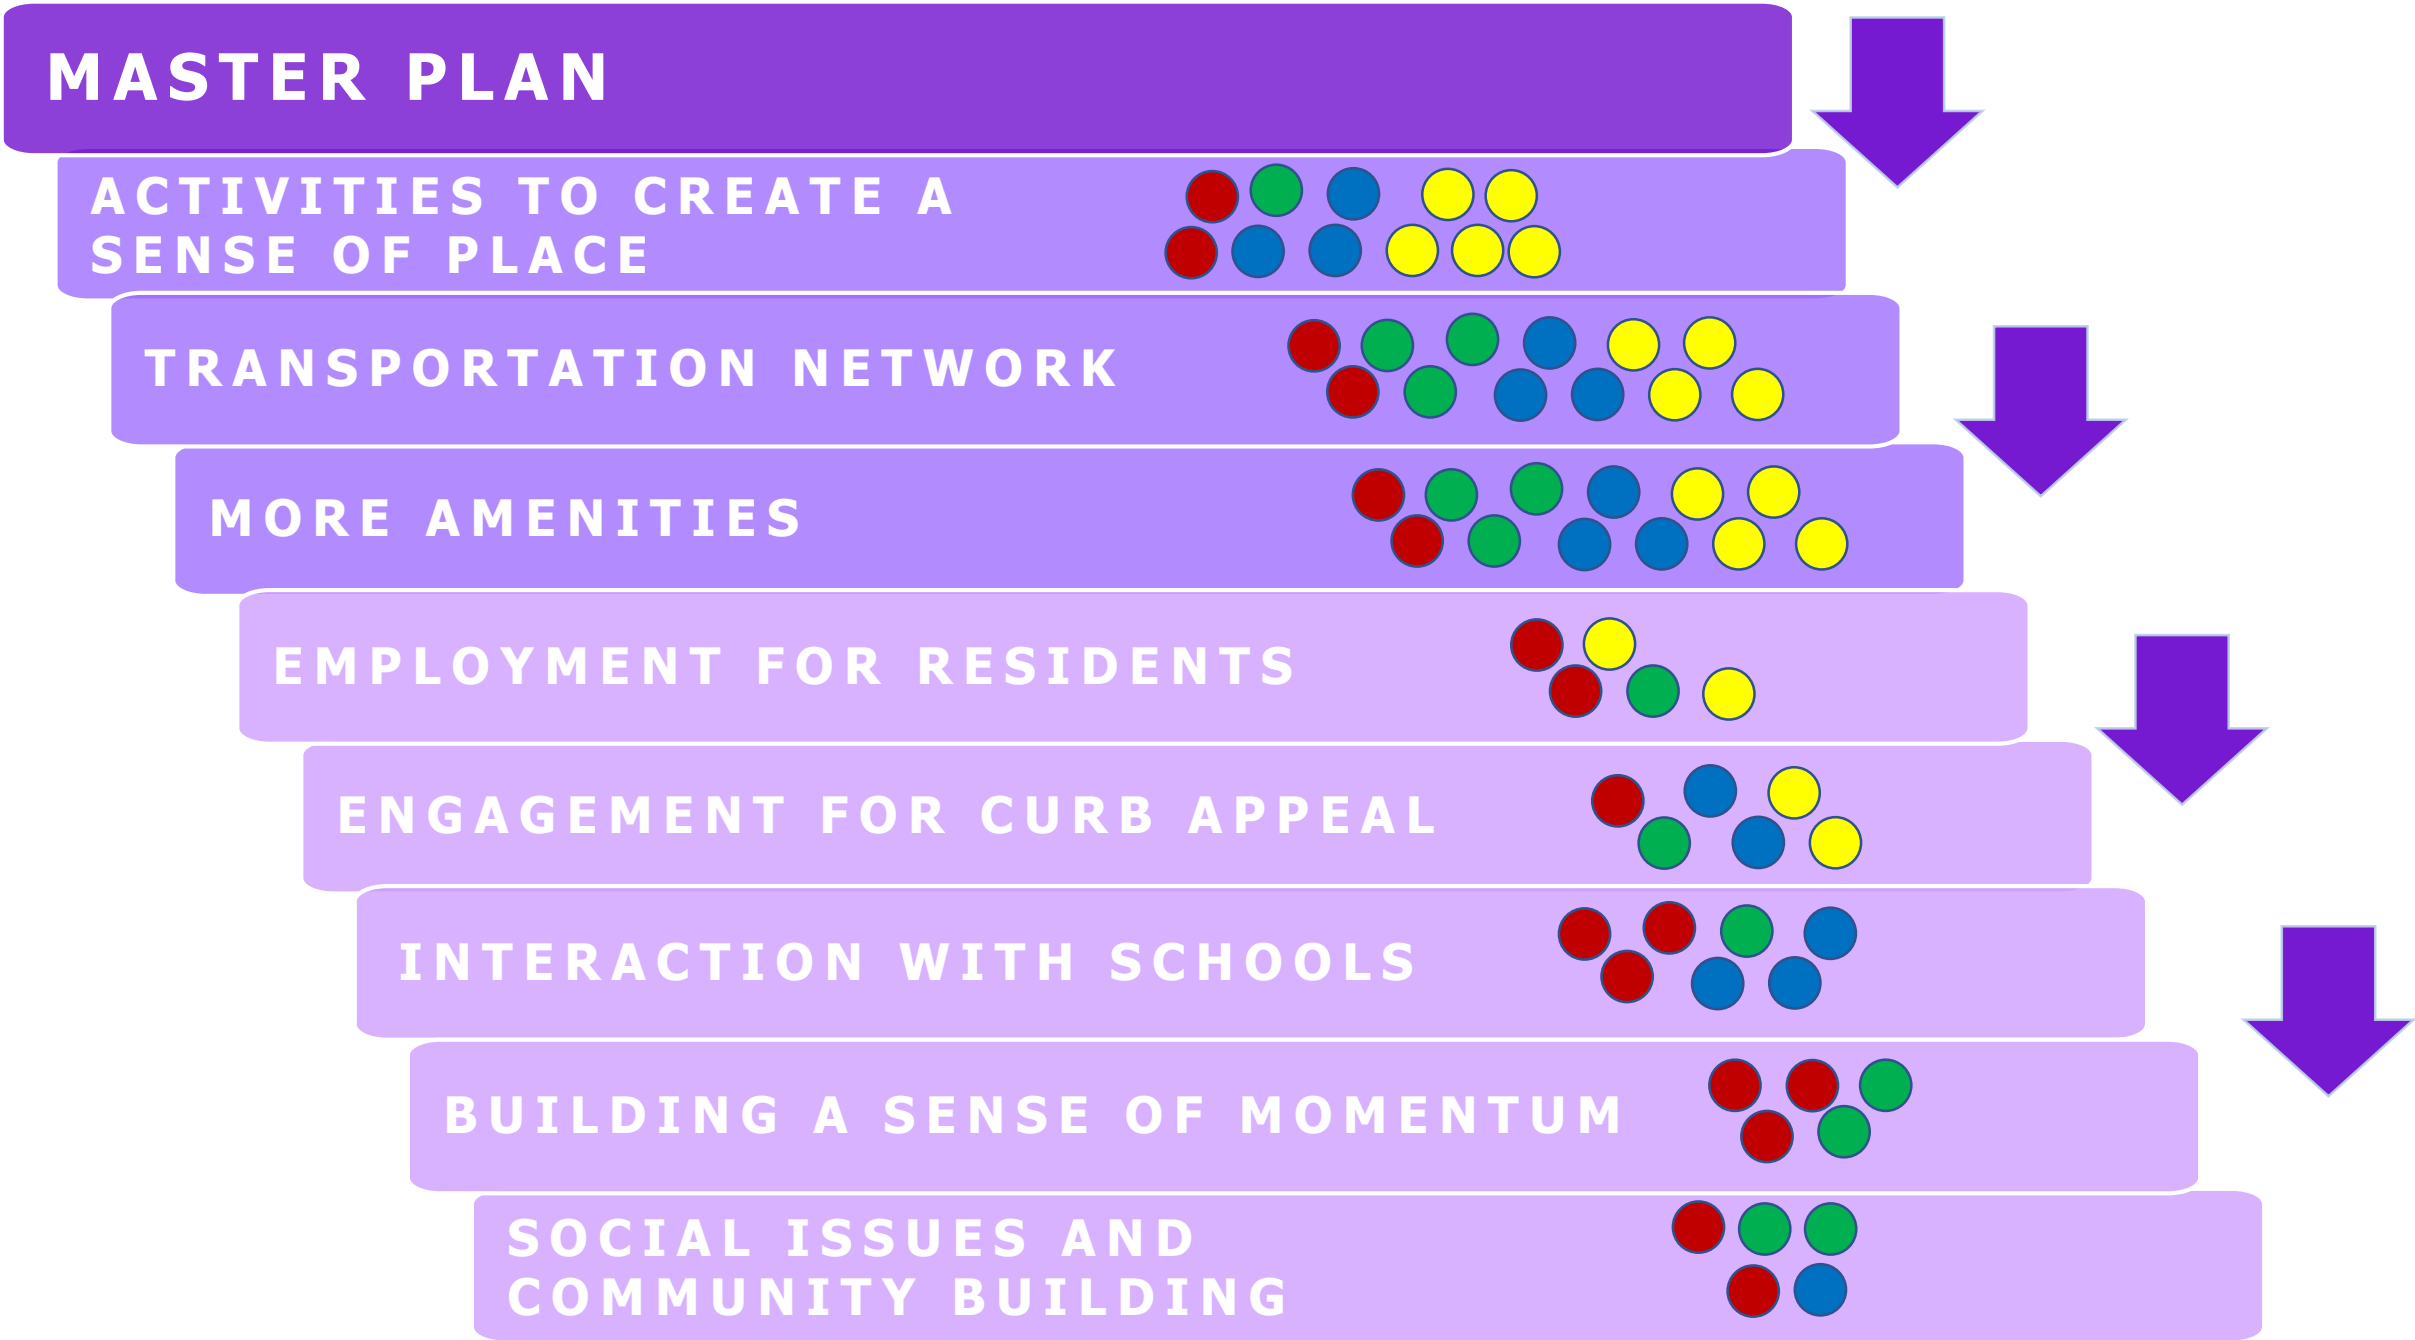 MASTER PLAN
ACTIVITIES TO CREATE A
SENSE OF PLACE
TRANSPORTATION NETWORK
MORE AMENITIES
EMPLOYMENT FOR RESIDENTS
ENGAGEMENT FOR CURB APPEAL
INTERACTION WITH SCHOOLS
BUILDING A SENSE OF MOMENTUM
SOCIAL ISSUES AND
COMMUNITY BUILDING